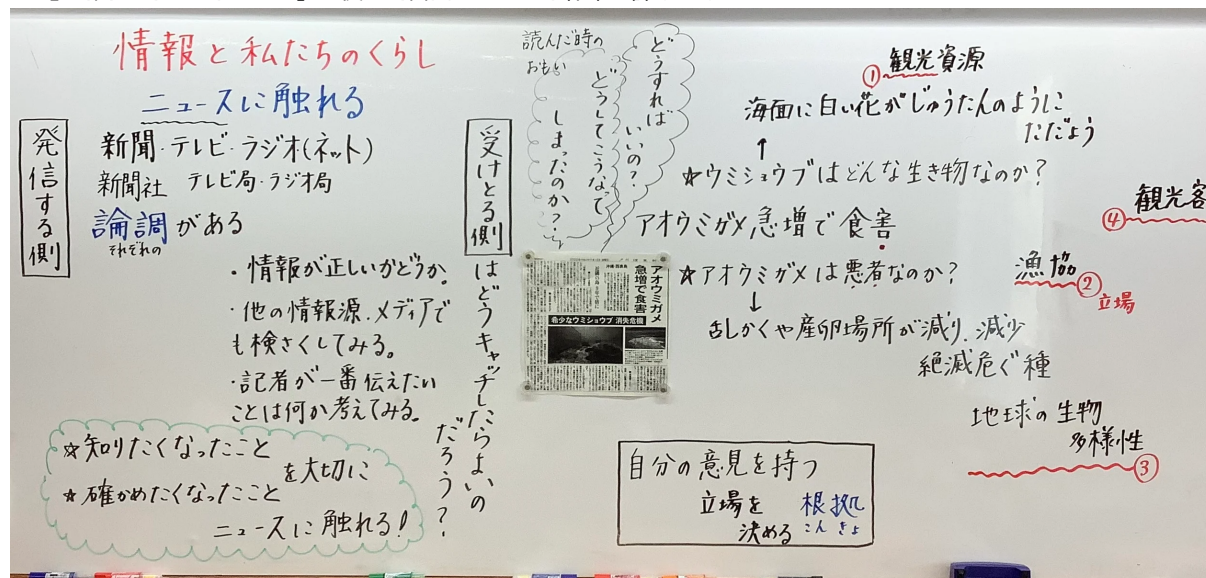 情報と私たちのくらし
ニュースに触れる
発信する側
新聞・テレビ・ラジオ(ネット)
新聞社 テレビ局・ラジオ局
論調がある
それぞれの
・情報が正しいかどうか。
・他の情報源、メディアで
も検さくしてみる。
・記者が一番伝えたい
ことは何か考えてみる。
☆知りたくなったこと
を大切に
☆確かめたくなったこと
ニュースに触れる!
受けとる側はどうキャッチしたらよいの
だろう?
読んだ時の
おもい
どうすれば
いいの?
どうしてこうなって
しまったのか?
アオウミガメ
急増で食害
希少なウミショウブ 消失危機
①観光資源
海面に白い花がじゅうたんのように
ただよう
↑
☆ウミショウブはどんな生き物なのか?
アオウミガメ急増で食害
☆アオウミガメは悪者なのか?
↓
らんかくや産卵場所が減り、減少
絶滅危ぐ種
④観光客
漁協②
立場
地球の生物
多様性
③
自分の意見を持つ
立場を 根拠
決める こんきょ